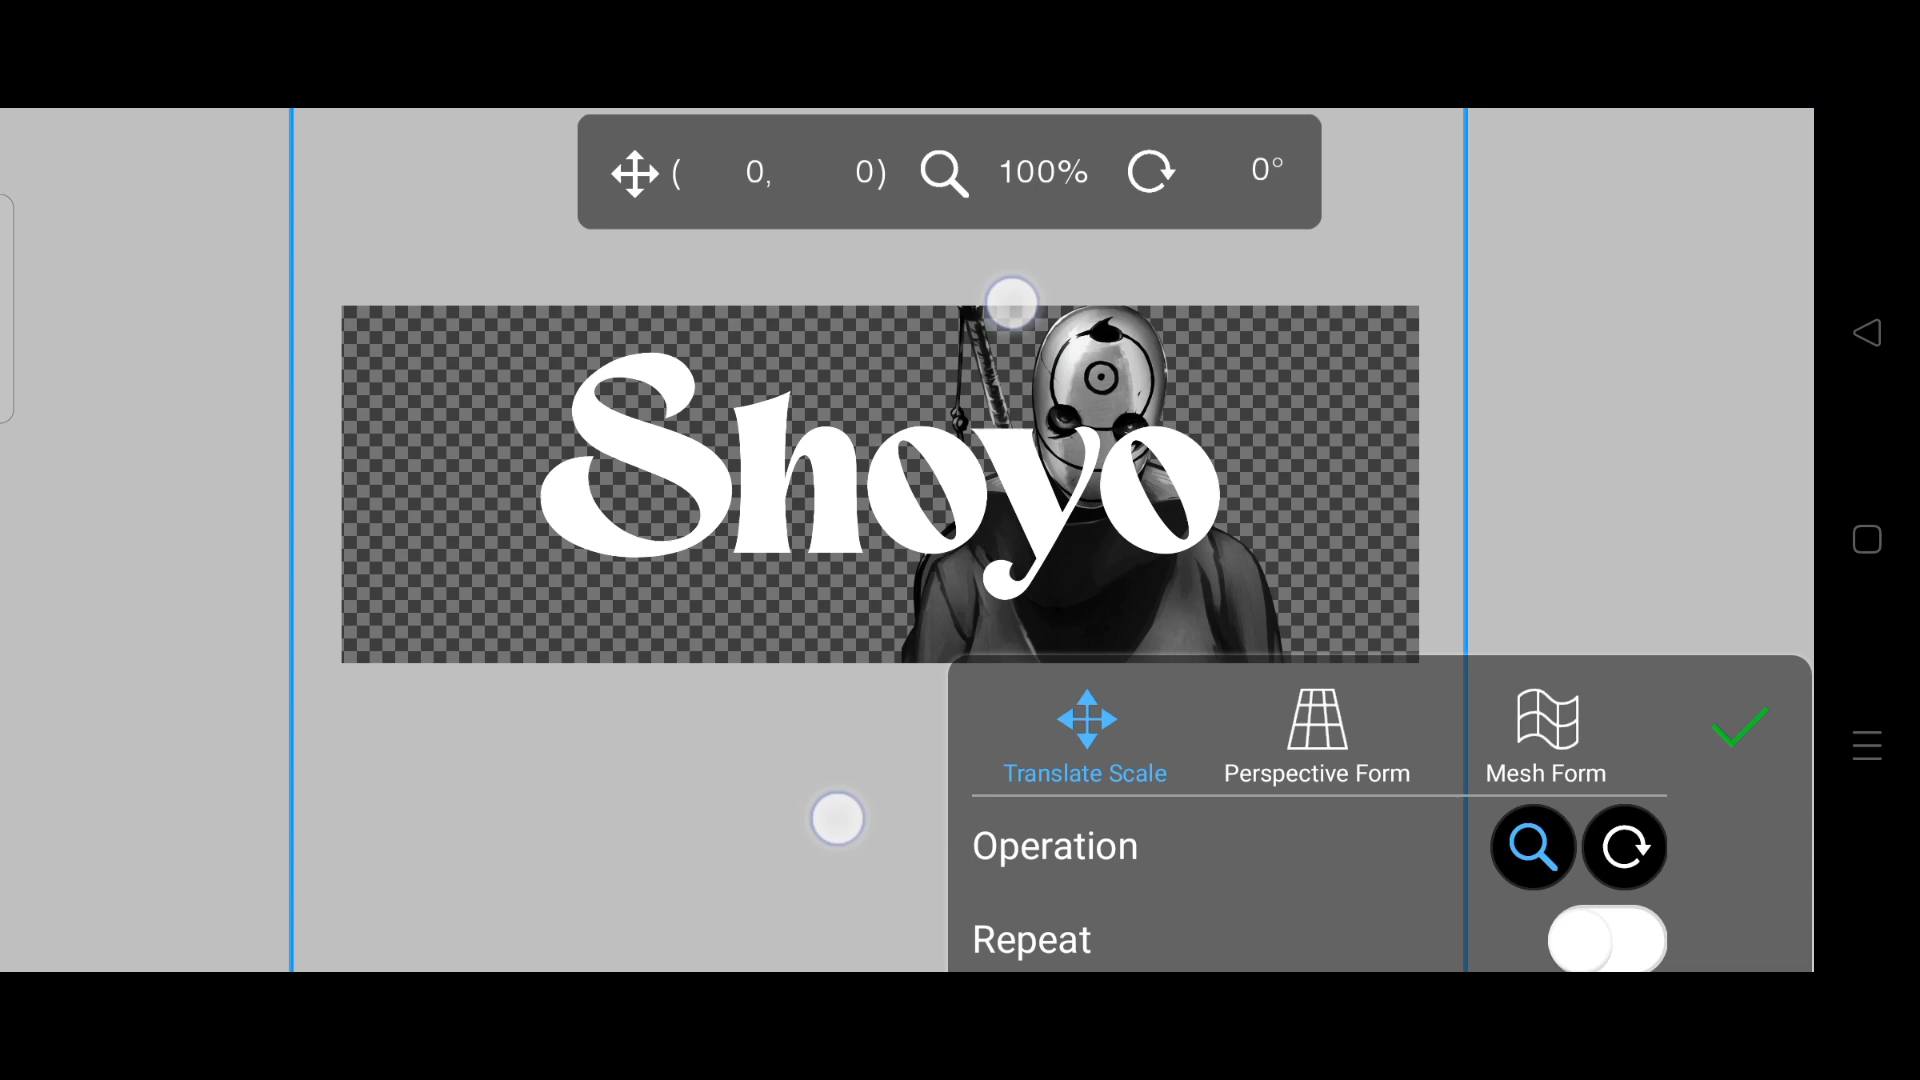 ( 0, 0) 100% 0°
Shoyo
Translate Scale Perspective Form Mesh Form
Operation
Repeat